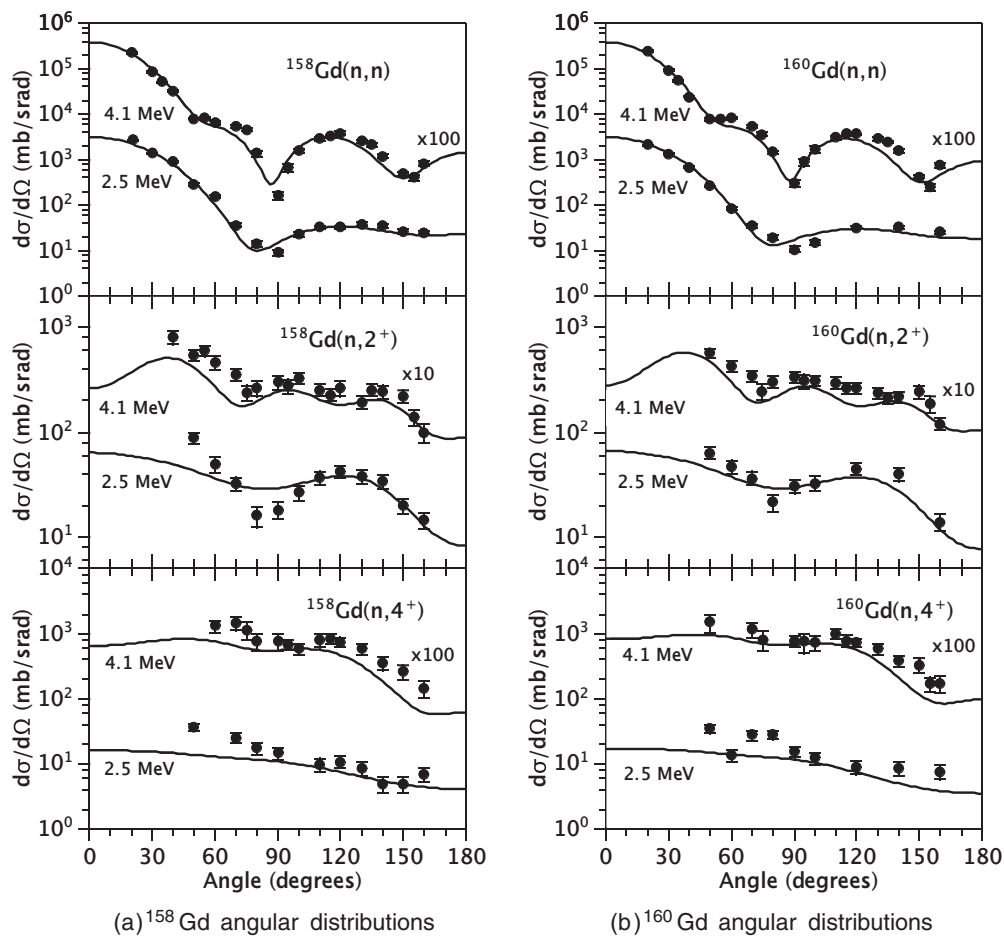 10⁶
10⁵
10⁴
10³
10²
10¹
10⁰
dσ/dΩ (mb/srad)
¹⁵⁸Gd(n,n)
4.1 MeV
x100
2.5 MeV
10³
10²
10¹
dσ/dΩ (mb/srad)
¹⁵⁸Gd(n,2⁺)
x10
4.1 MeV
2.5 MeV
10⁴
10³
10²
10¹
10⁰
dσ/dΩ (mb/srad)
¹⁵⁸Gd(n,4⁺)
4.1 MeV
x100
2.5 MeV
0 30 60 90 120 150 180
Angle (degrees)
(a) ¹⁵⁸Gd angular distributions
10⁶
10⁵
10⁴
10³
10²
10¹
10⁰
dσ/dΩ (mb/srad)
¹⁶⁰Gd(n,n)
4.1 MeV
x100
2.5 MeV
10³
10²
10¹
dσ/dΩ (mb/srad)
¹⁶⁰Gd(n,2⁺)
x10
4.1 MeV
2.5 MeV
10⁴
10³
10²
10¹
10⁰
dσ/dΩ (mb/srad)
¹⁶⁰Gd(n,4⁺)
4.1 MeV
x100
2.5 MeV
0 30 60 90 120 150 180
Angle (degrees)
(b) ¹⁶⁰Gd angular distributions